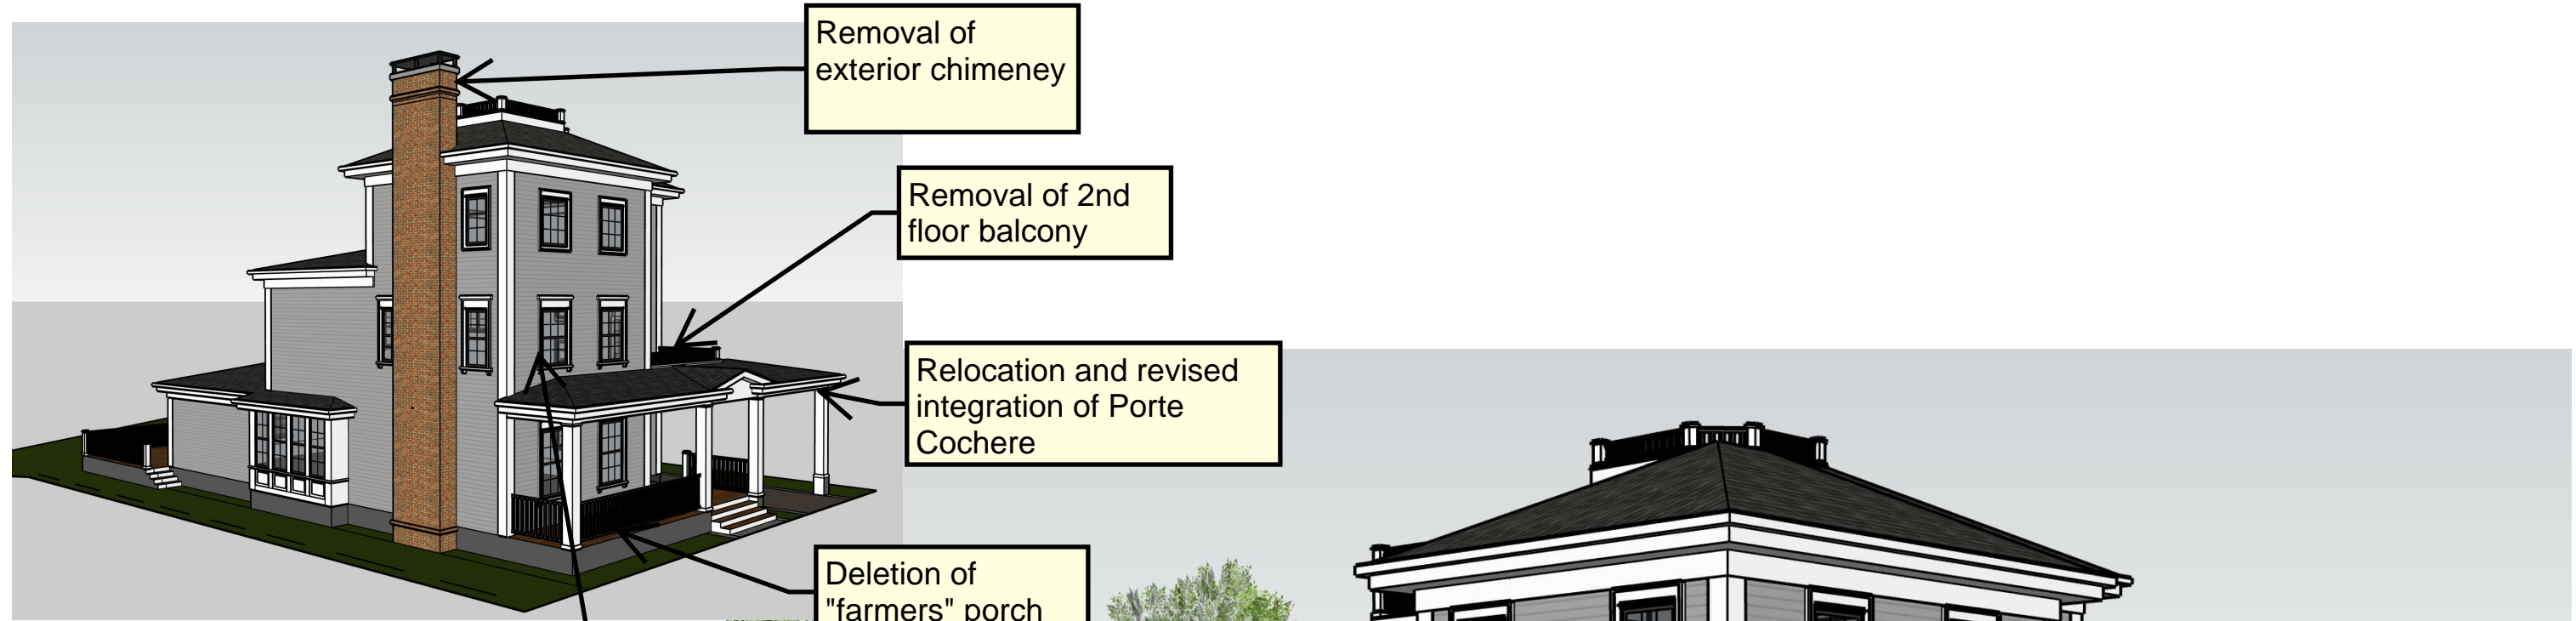 Removal of
exterior chimeney
Removal of 2nd
floor balcony
Relocation and revised
integration of Porte
Cochere
Deletion of
"farmers" porch